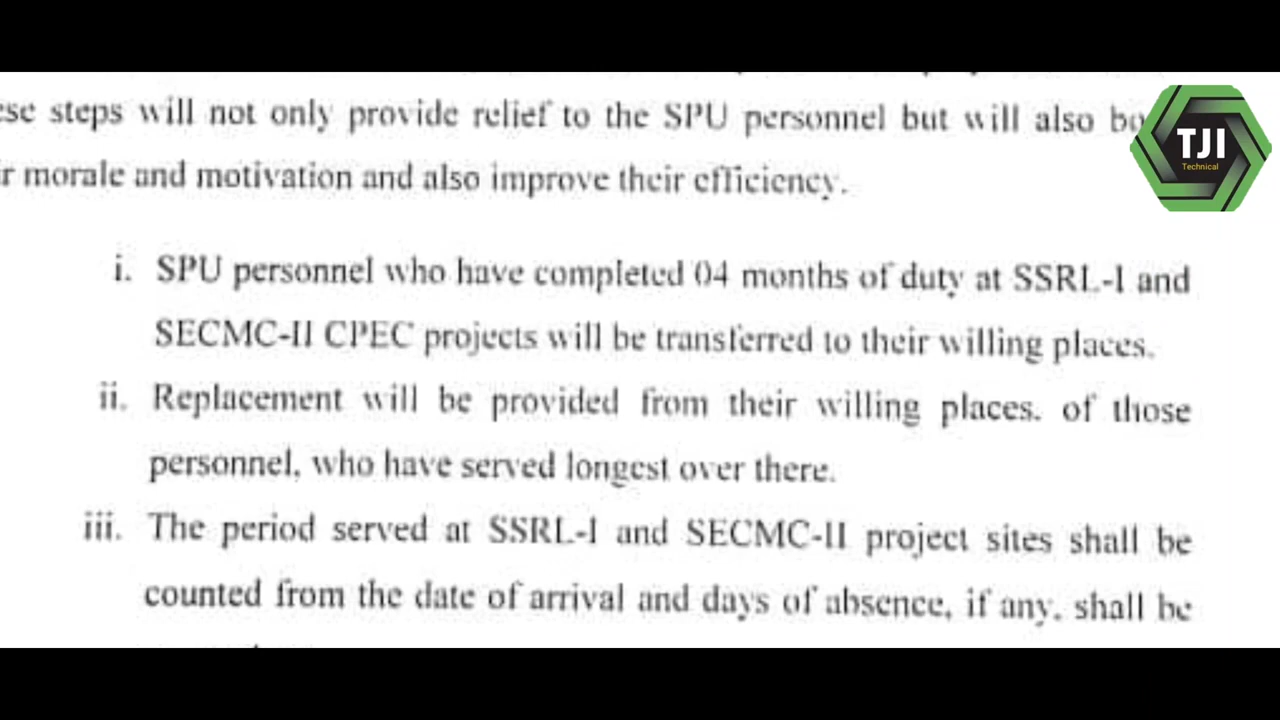 steps will not only provide relief to the SPU personnel but will also
morale and motivation and also improve their efficiency.
i. SPU personnel who have completed 04 months of duty at SSRL-I and
SECMC-II CPEC projects will be transferred to their willing places.
ii. Replacement will be provided from their willing places. of those
personnel, who have served longest over there.
iii. The period served at SSRL-I and SECMC-II project sites shall be
counted from the date of arrival and days of absence, if any. shall be
TJI
Technical